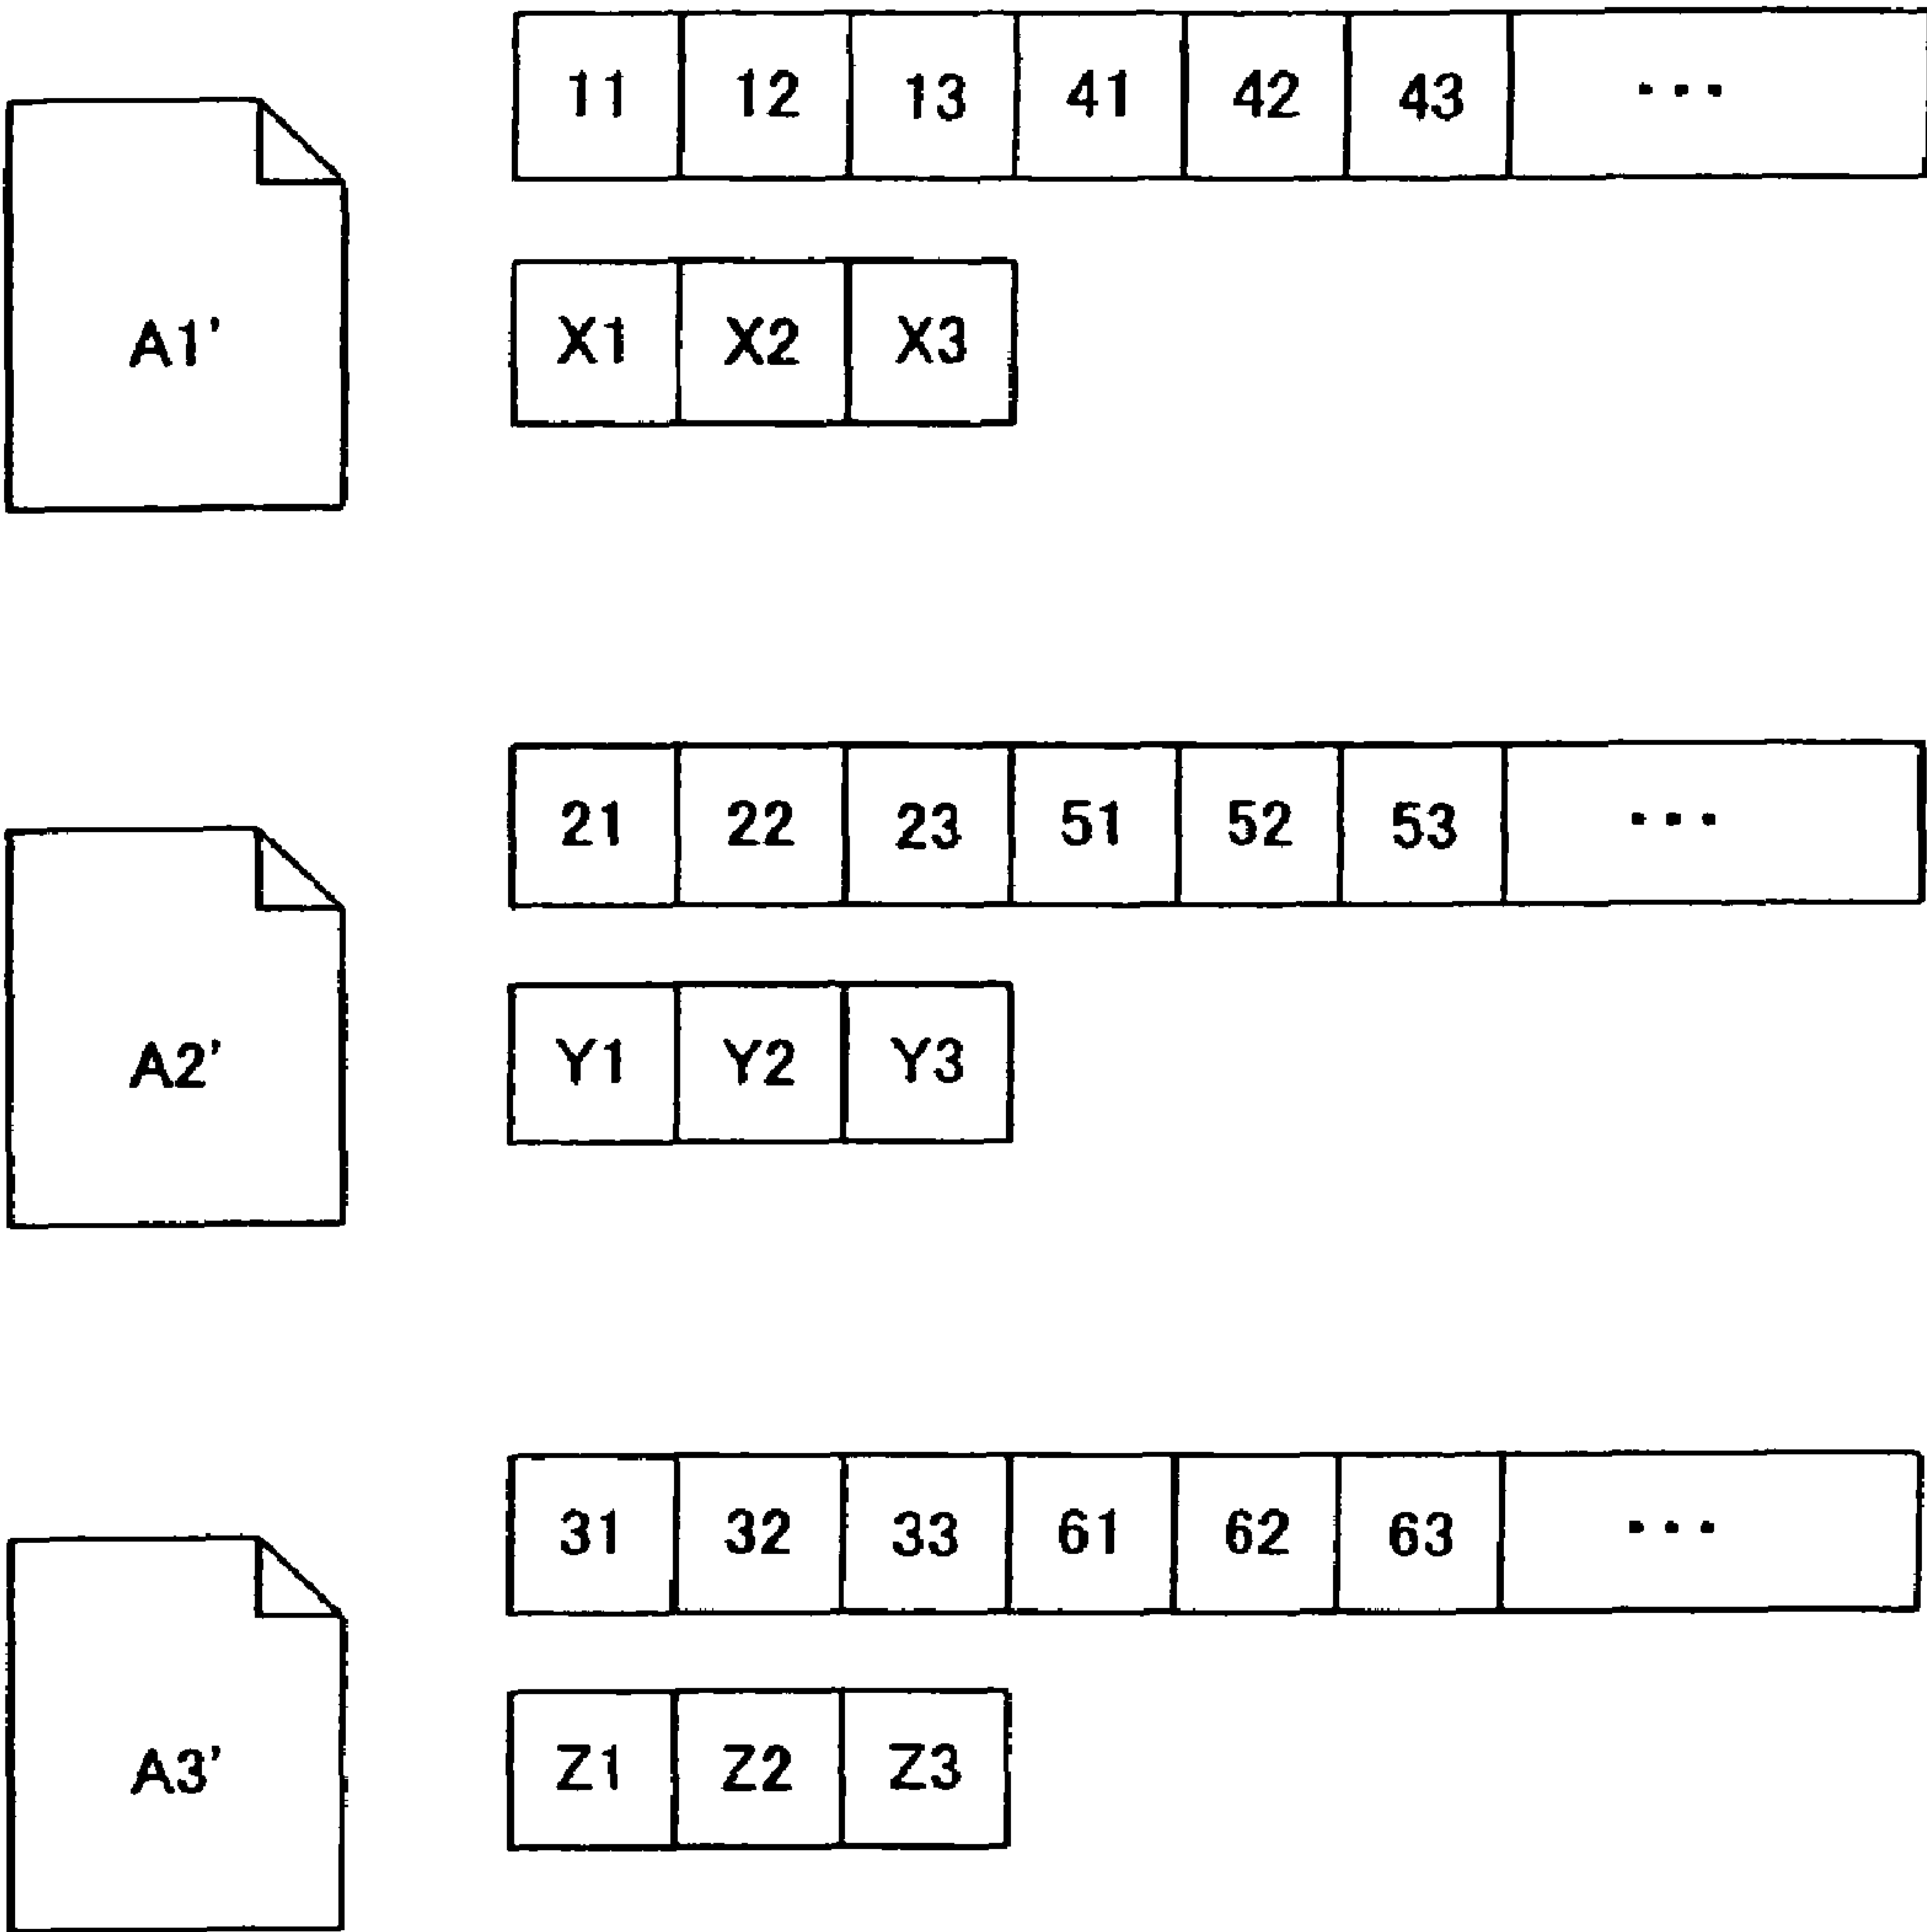 11 12 13 41 42 43 ...
A1'
X1 X2 X3
21 22 23 51 52 53 ...
A2'
Y1 Y2 Y3
31 32 33 61 62 63 ...
A3'
Z1 Z2 Z3